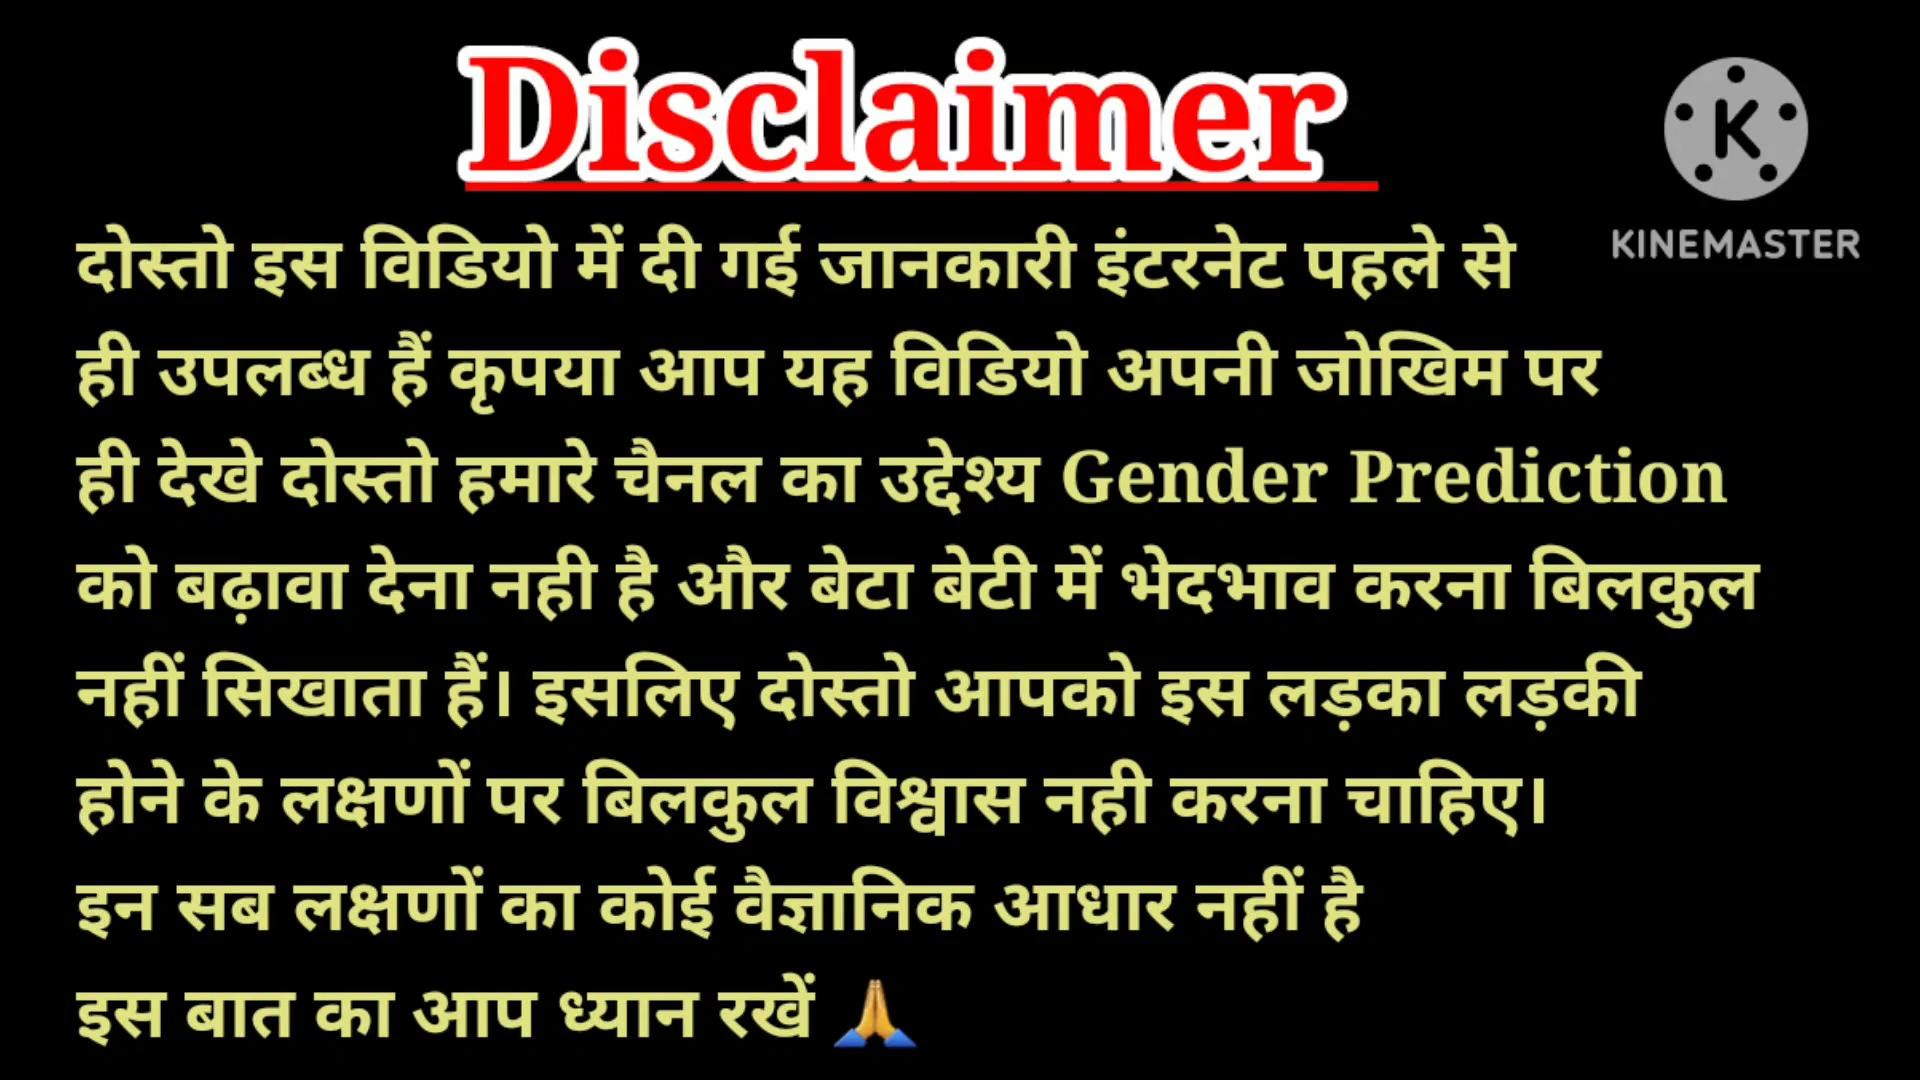 Disclaimer
KINEMASTER
दोस्तो इस विडियो में दी गई जानकारी इंटरनेट पहले से
ही उपलब्ध हैं कृपया आप यह विडियो अपनी जोखिम पर
ही देखे दोस्तो हमारे चैनल का उद्देश्य Gender Prediction
को बढ़ावा देना नही है और बेटा बेटी में भेदभाव करना बिलकुल
नहीं सिखाता हैं। इसलिए दोस्तो आपको इस लड़का लड़की
होने के लक्षणों पर बिलकुल विश्वास नही करना चाहिए।
इन सब लक्षणों का कोई वैज्ञानिक आधार नहीं है
इस बात का आप ध्यान रखें 🙏